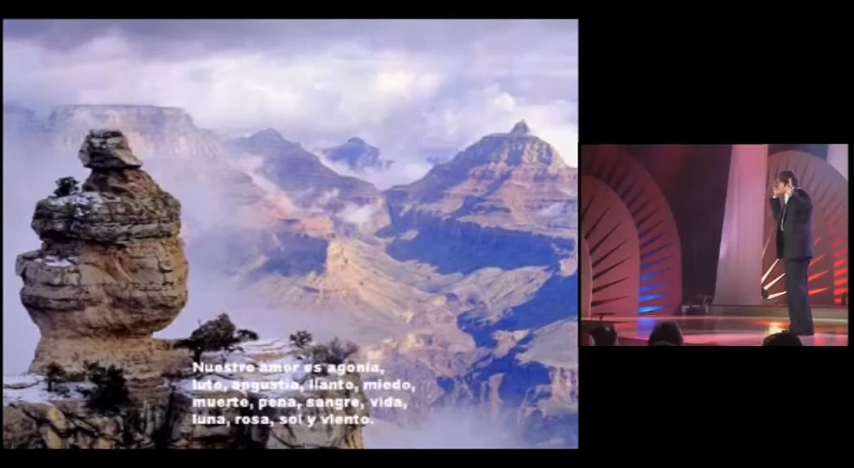 Nuestro amor es agonía,
luto, angustia, llanto, miedo,
muerte, pena, sangre, vida,
luna, rosa, sol y viento.